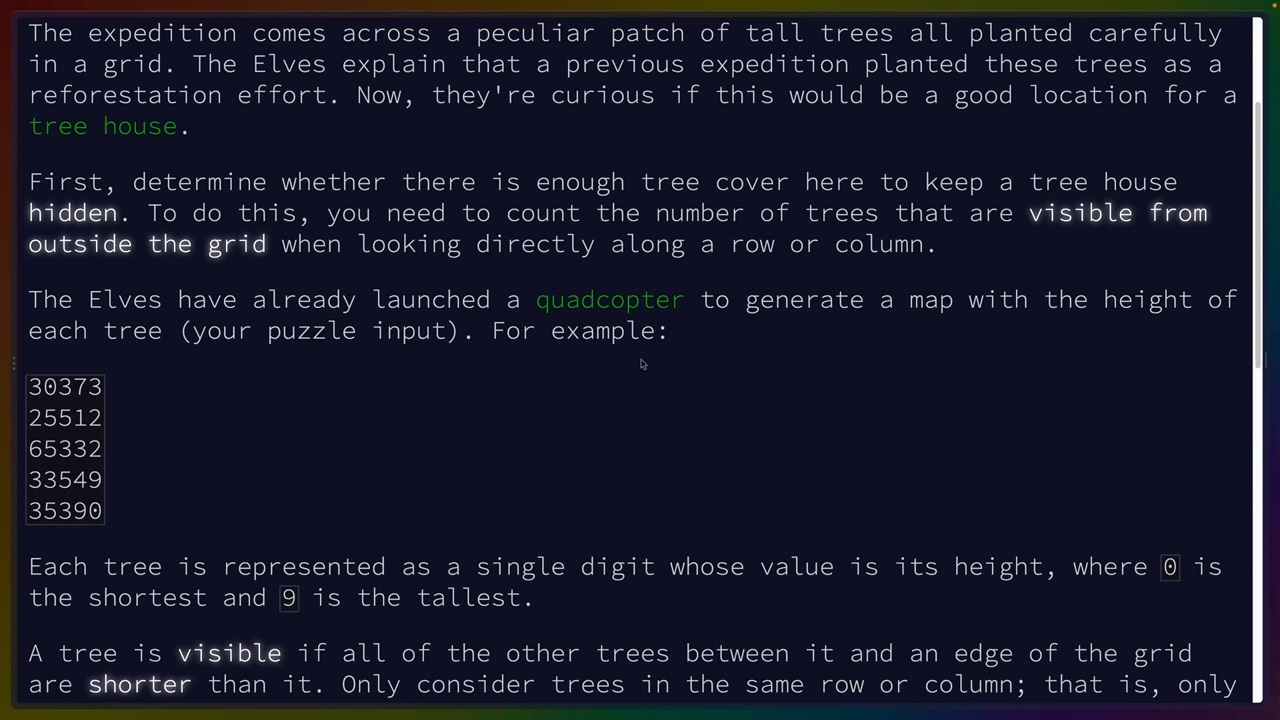 The expedition comes across a peculiar patch of tall trees all planted carefully
in a grid. The Elves explain that a previous expedition planted these trees as a
reforestation effort. Now, they're curious if this would be a good location for a
tree house.
First, determine whether there is enough tree cover here to keep a tree house
hidden. To do this, you need to count the number of trees that are visible from
outside the grid when looking directly along a row or column.
The Elves have already launched a quadcopter to generate a map with the height of
each tree (your puzzle input). For example:
30373
25512
65332
33549
35390
Each tree is represented as a single digit whose value is its height, where 0 is
the shortest and 9 is the tallest.
A tree is visible if all of the other trees between it and an edge of the grid
are shorter than it. Only consider trees in the same row or column; that is, only